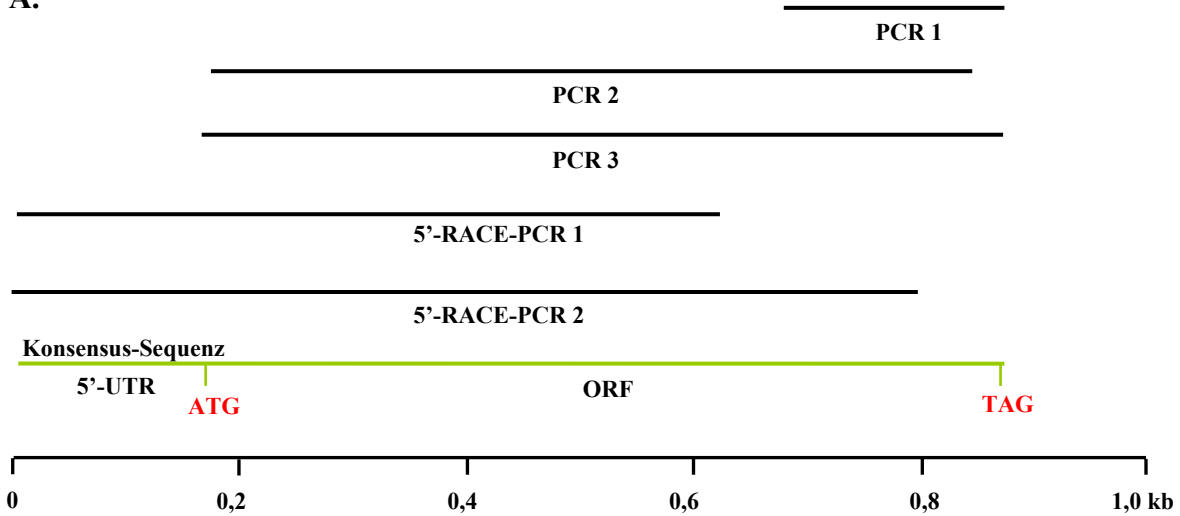 A.
PCR 1
PCR 2
PCR 3
5’-RACE-PCR 1
5’-RACE-PCR 2
Konsensus-Sequenz
5’-UTR
ORF
ATG
TAG
0
0,2
0,4
0,6
0,8
1,0 kb